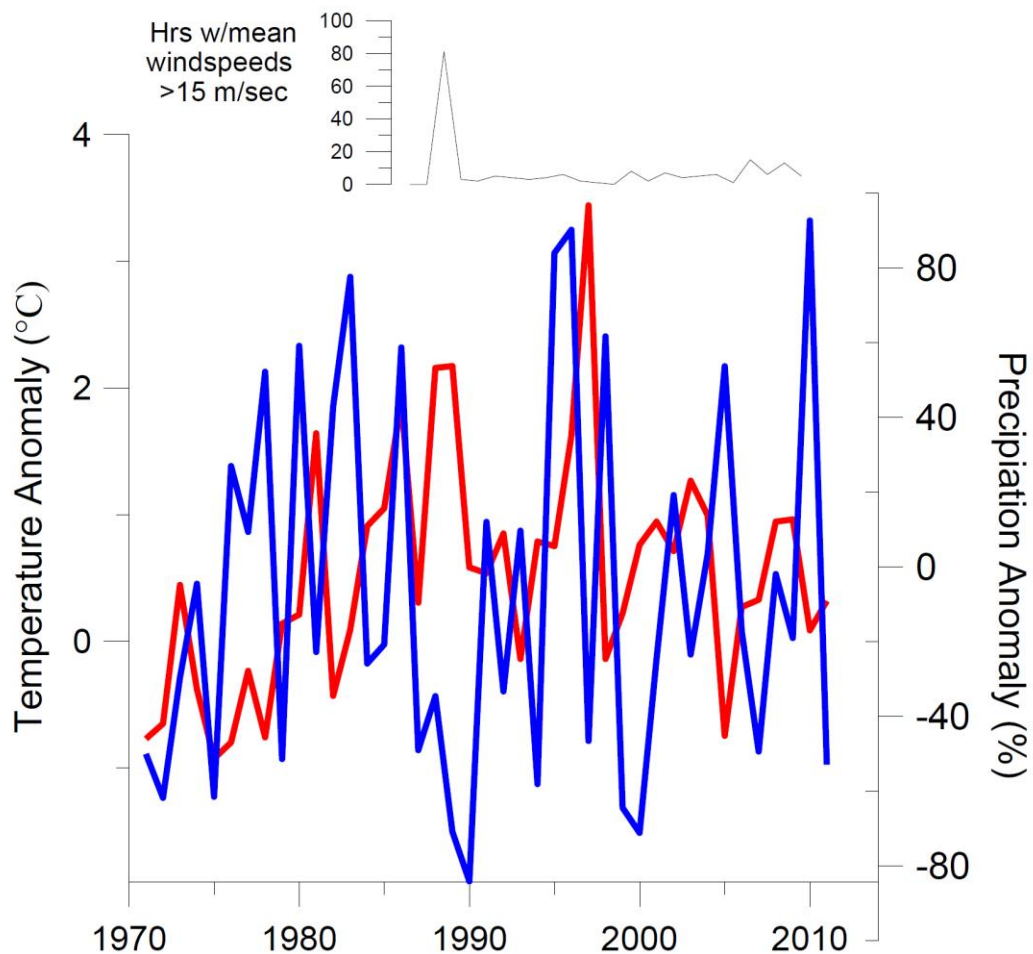 Hrs w/mean
windspeeds
>15 m/sec
100
80
60
40
20
0
4
2
0
Temperature Anomaly (°C)
80
40
0
-40
-80
Precipiation Anomaly (%)
1970 1980 1990 2000 2010